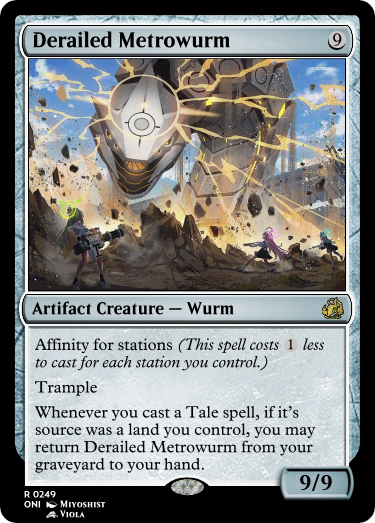 Derailed Metrowurm 9
Artifact Creature — Wurm
Affinity for stations (This spell costs 1 less
to cast for each station you control.)
Trample
Whenever you cast a Tale spell, if it's
source was a land you control, you may
return Derailed Metrowurm from your
graveyard to your hand.
9/9
R 0249
ONI Miyoshist
Viola